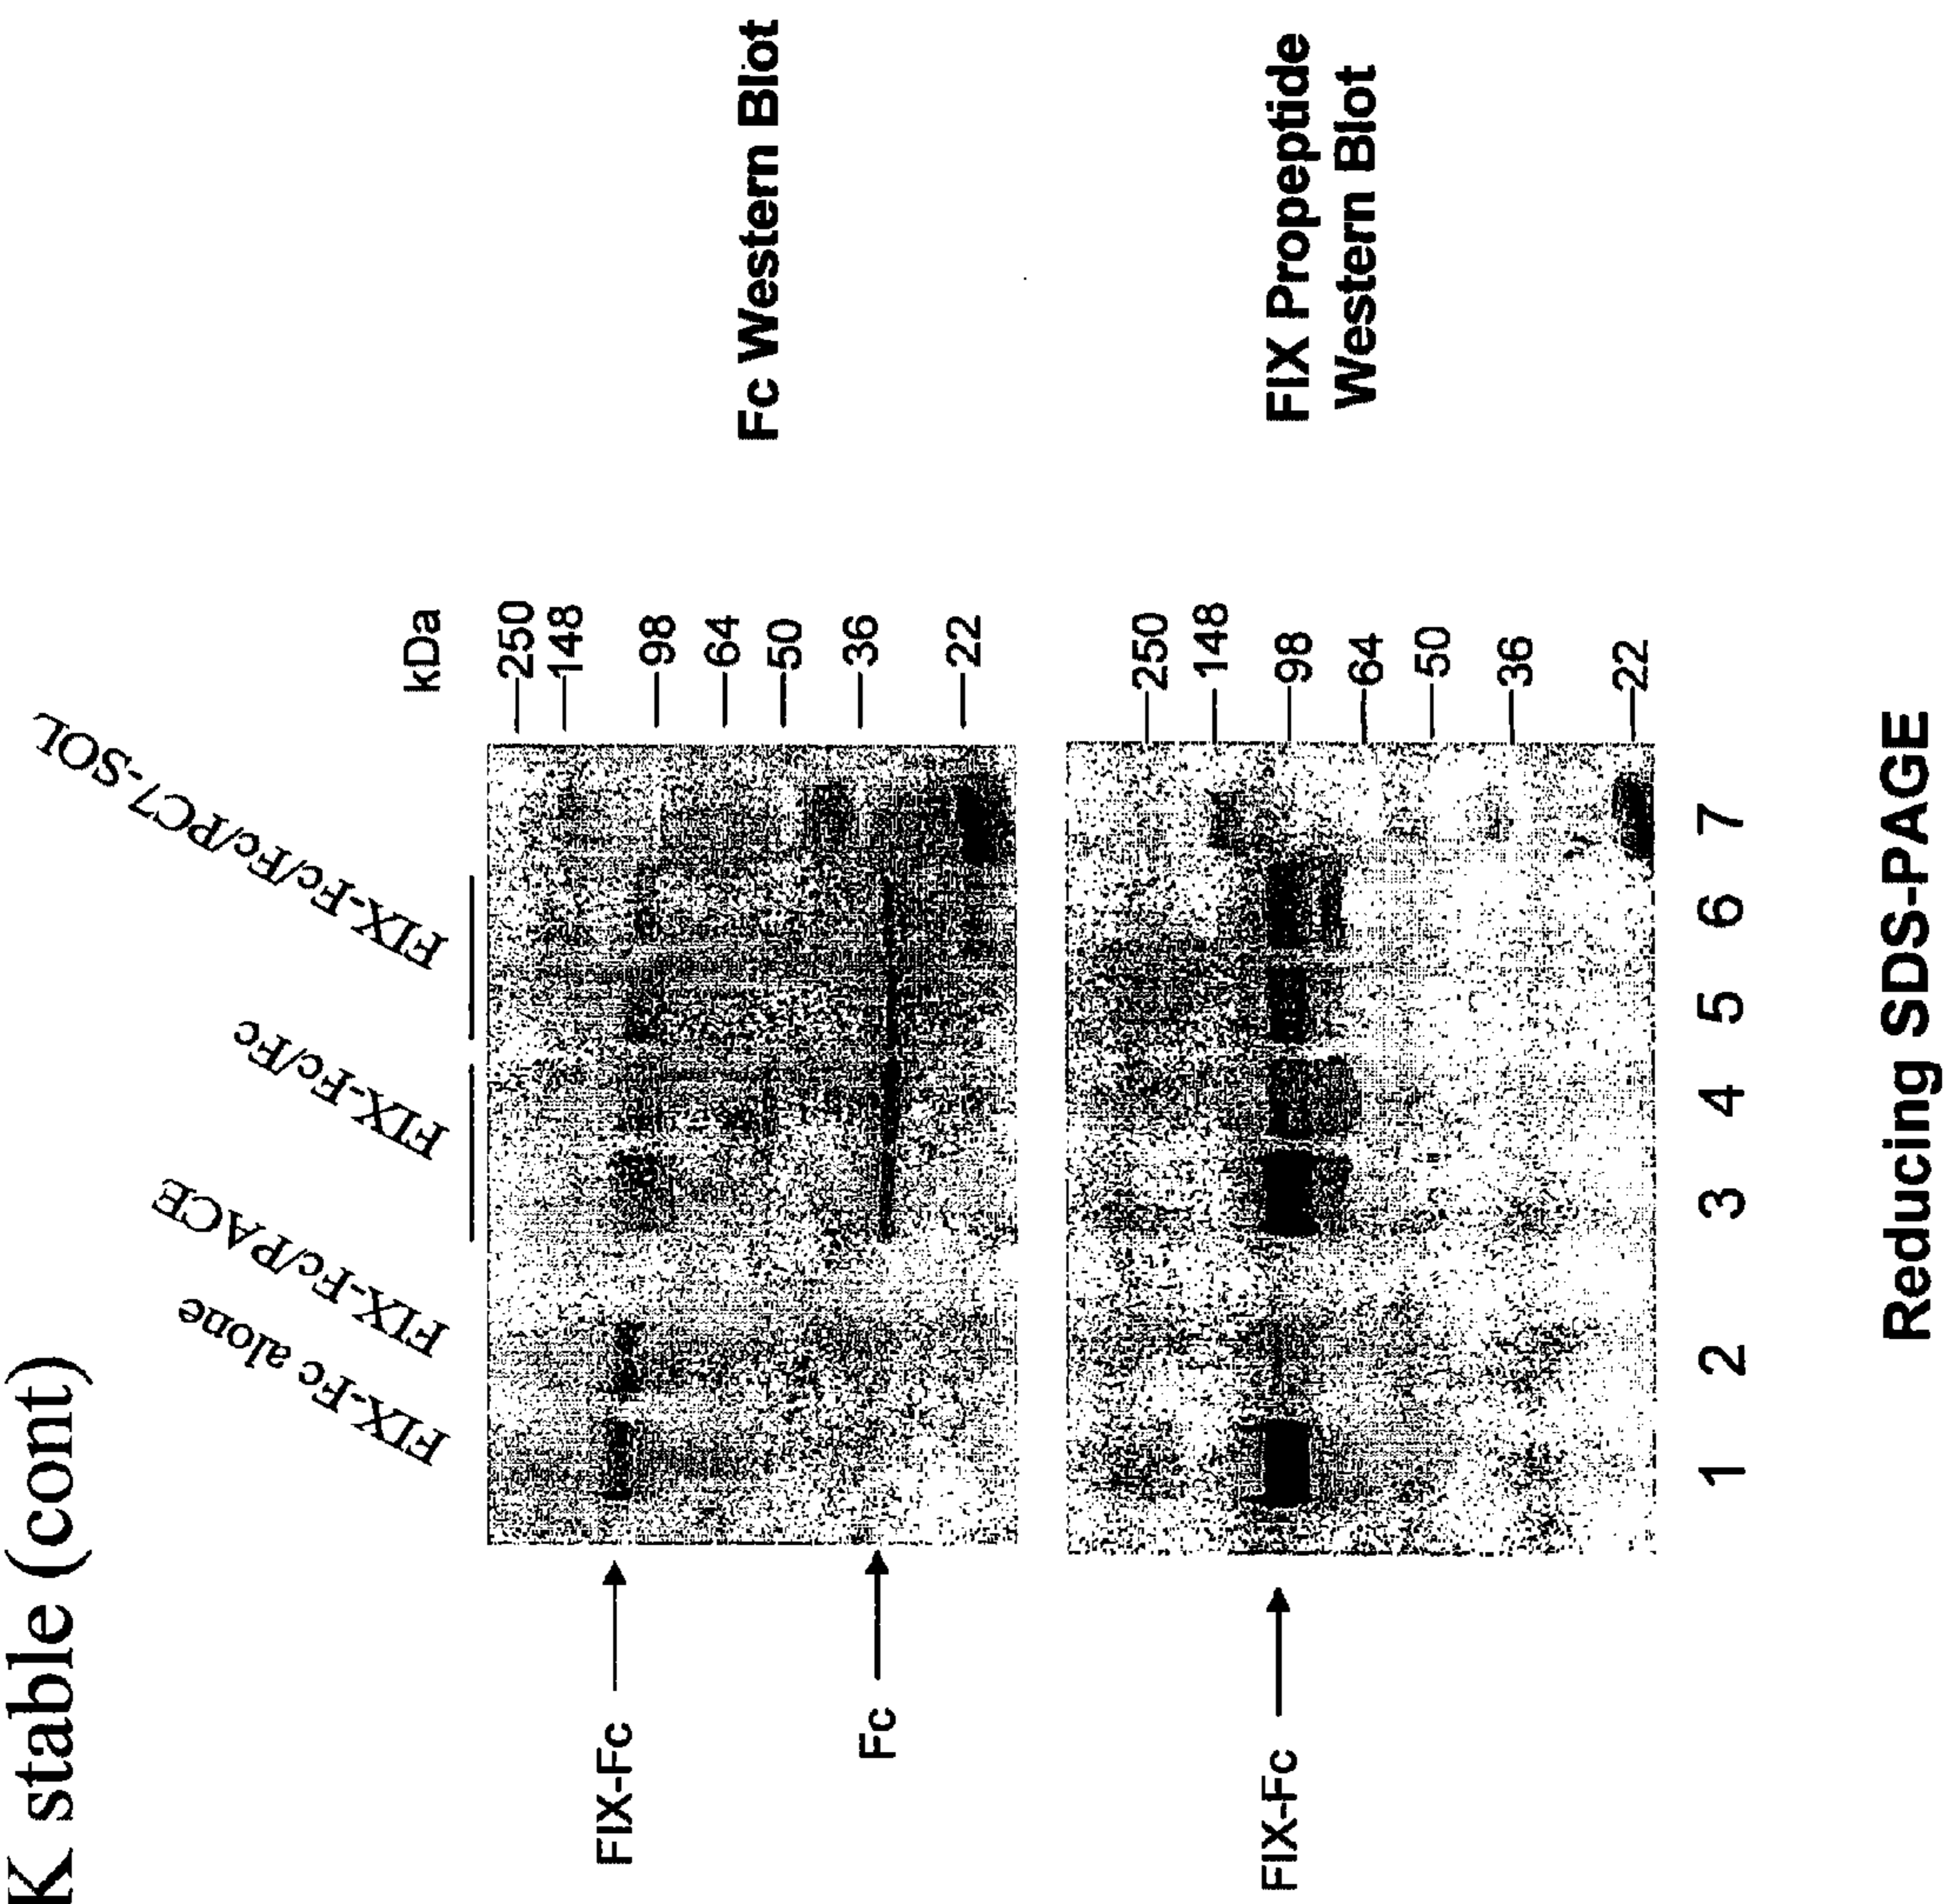 K stable (cont)
FIX-Fc alone
FIX-Fc/PACE
FIX-Fc/Fc
FIX-Fc/Fc/PC7-SOL
kDa
250
148
98
64
50
36
22
FIX-Fc
Fc
Fc Western Blot
250
148
98
64
50
36
22
FIX-Fc
FIX Propeptide
Western Blot
1 2 3 4 5 6 7
Reducing SDS-PAGE